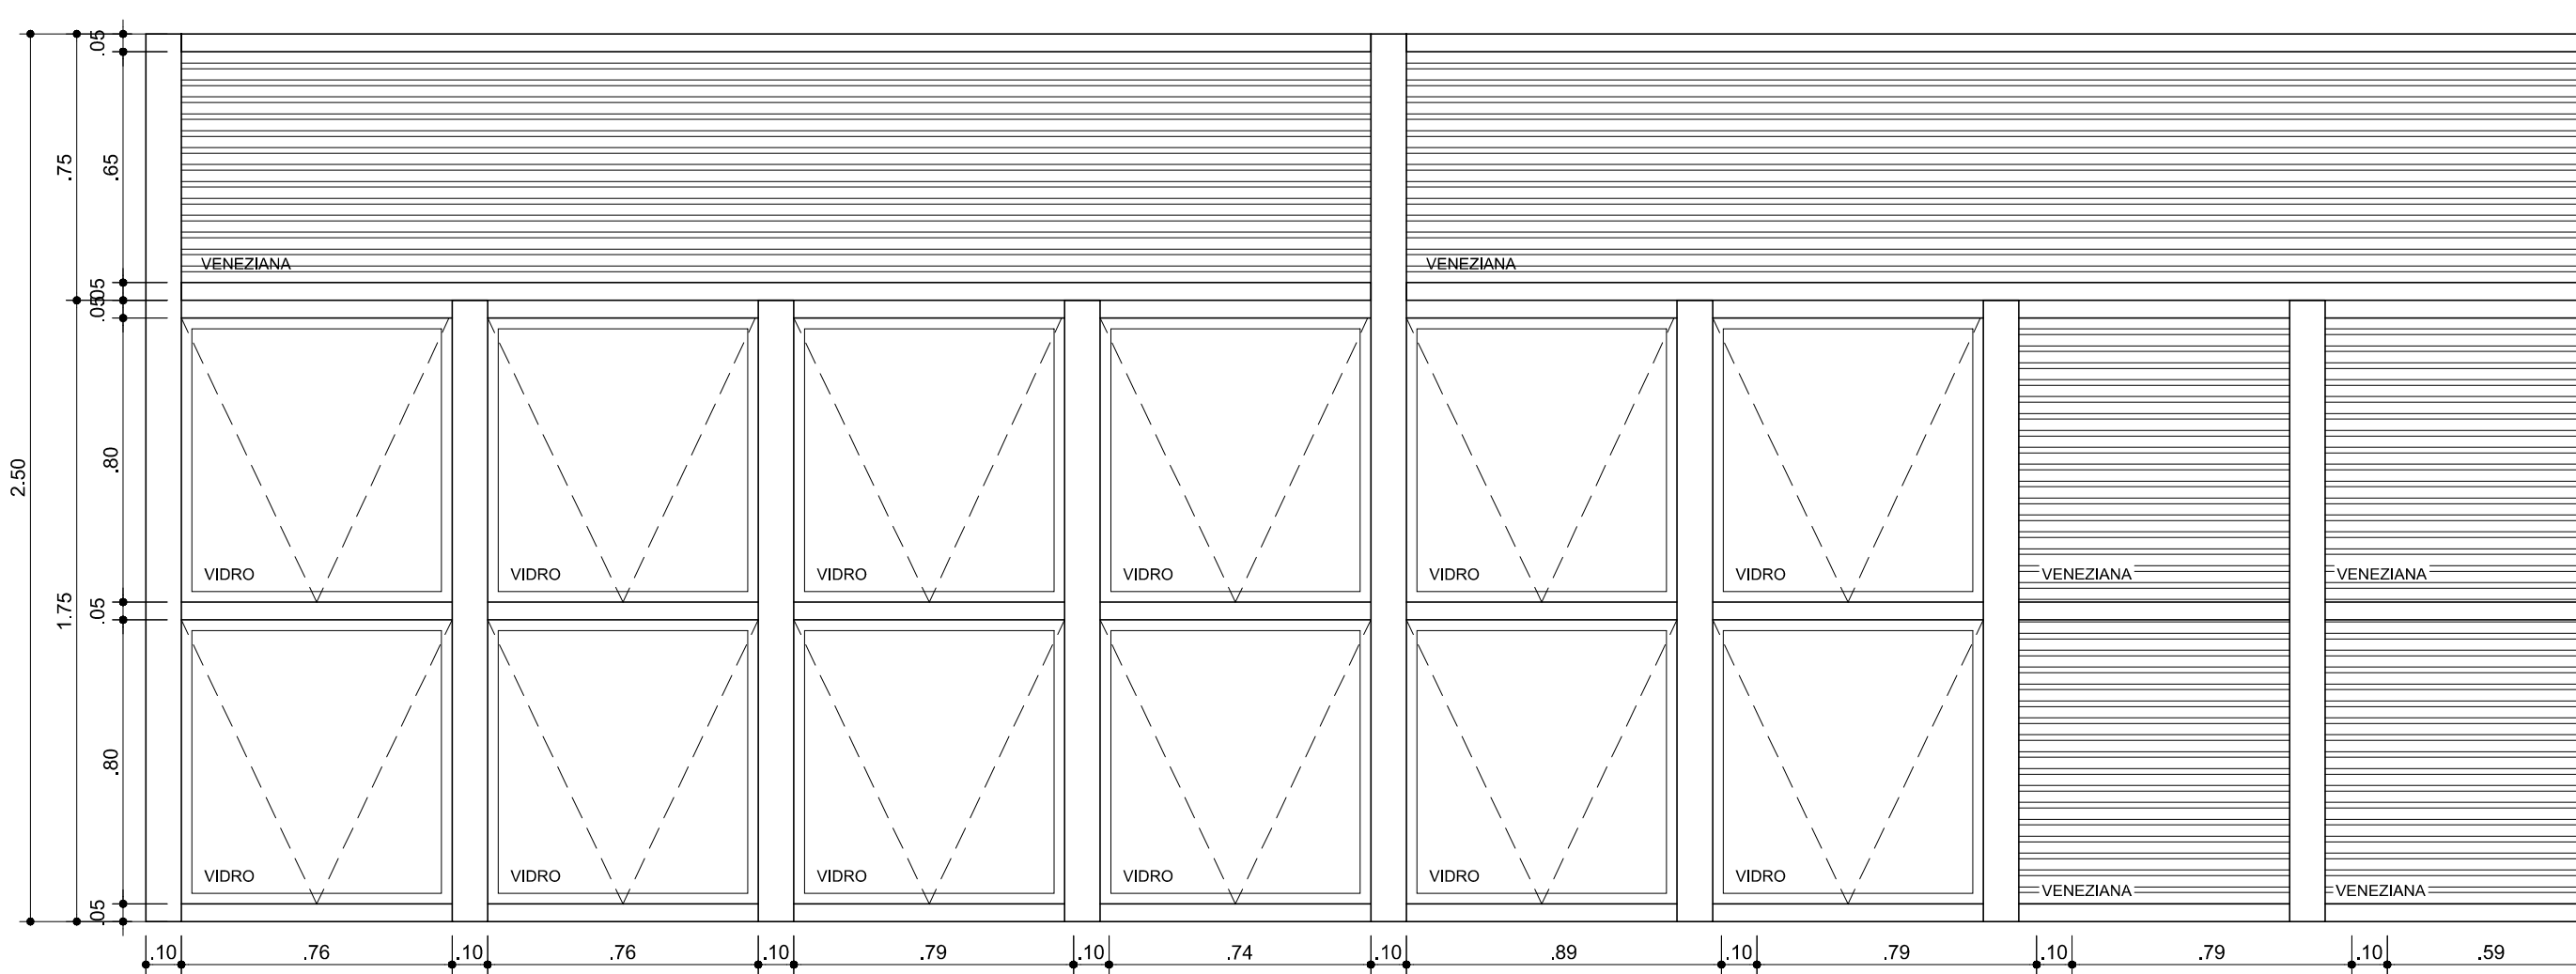 .05
.65
.75
VENEZIANA
VENEZIANA
.05
.05
.80
2.50
VIDRO
VIDRO
VIDRO
VIDRO
VIDRO
VIDRO
VENEZIANA
VENEZIANA
.05
1.75
.80
VIDRO
VIDRO
VIDRO
VIDRO
VIDRO
VIDRO
VENEZIANA
VENEZIANA
.05
.10 .76 .10 .76 .10 .79 .10 .74 .10 .89 .10 .79 .10 .79 .10 .59